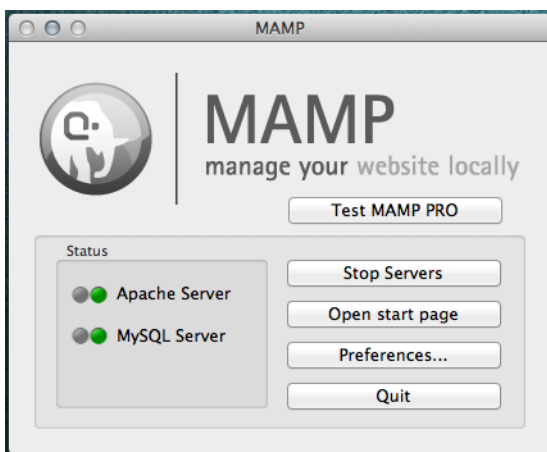 MAMP
MAMP
manage your website locally
Test MAMP PRO
Status
Apache Server
MySQL Server
Stop Servers
Open start page
Preferences...
Quit